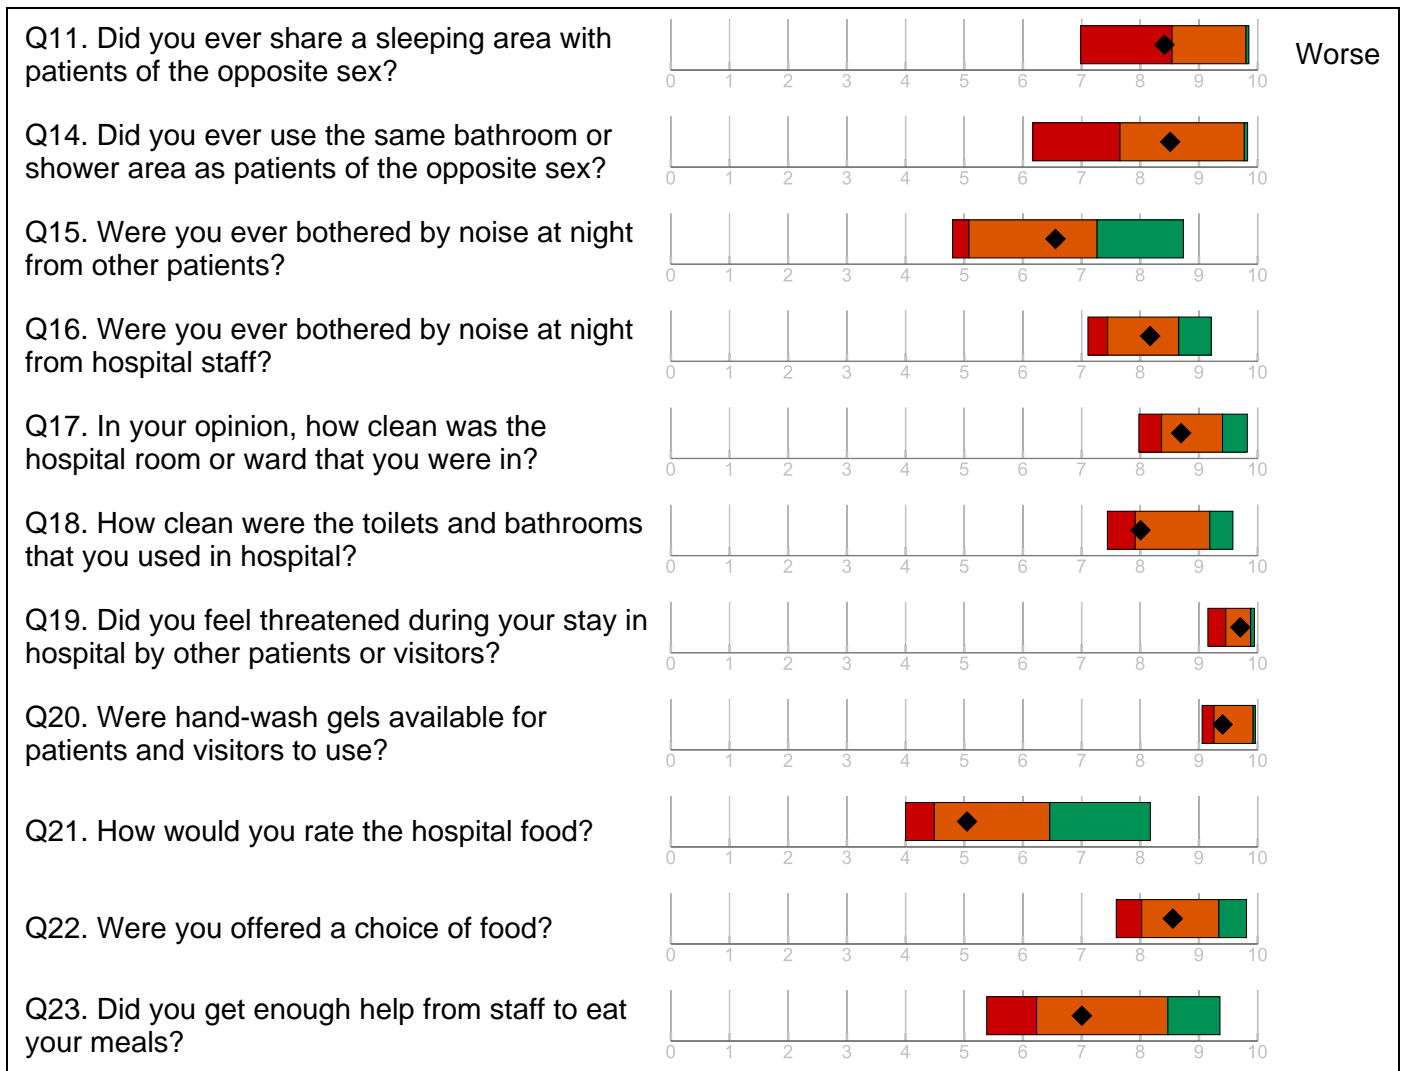 Q11. Did you ever share a sleeping area with
patients of the opposite sex?
0 1 2 3 4 5 6 7 8 9 10
Worse
Q14. Did you ever use the same bathroom or
shower area as patients of the opposite sex?
0 1 2 3 4 5 6 7 8 9 10
Q15. Were you ever bothered by noise at night
from other patients?
0 1 2 3 4 5 6 7 8 9 10
Q16. Were you ever bothered by noise at night
from hospital staff?
0 1 2 3 4 5 6 7 8 9 10
Q17. In your opinion, how clean was the
hospital room or ward that you were in?
0 1 2 3 4 5 6 7 8 9 10
Q18. How clean were the toilets and bathrooms
that you used in hospital?
0 1 2 3 4 5 6 7 8 9 10
Q19. Did you feel threatened during your stay in
hospital by other patients or visitors?
0 1 2 3 4 5 6 7 8 9 10
Q20. Were hand-wash gels available for
patients and visitors to use?
0 1 2 3 4 5 6 7 8 9 10
Q21. How would you rate the hospital food?
0 1 2 3 4 5 6 7 8 9 10
Q22. Were you offered a choice of food?
0 1 2 3 4 5 6 7 8 9 10
Q23. Did you get enough help from staff to eat
your meals?
0 1 2 3 4 5 6 7 8 9 10